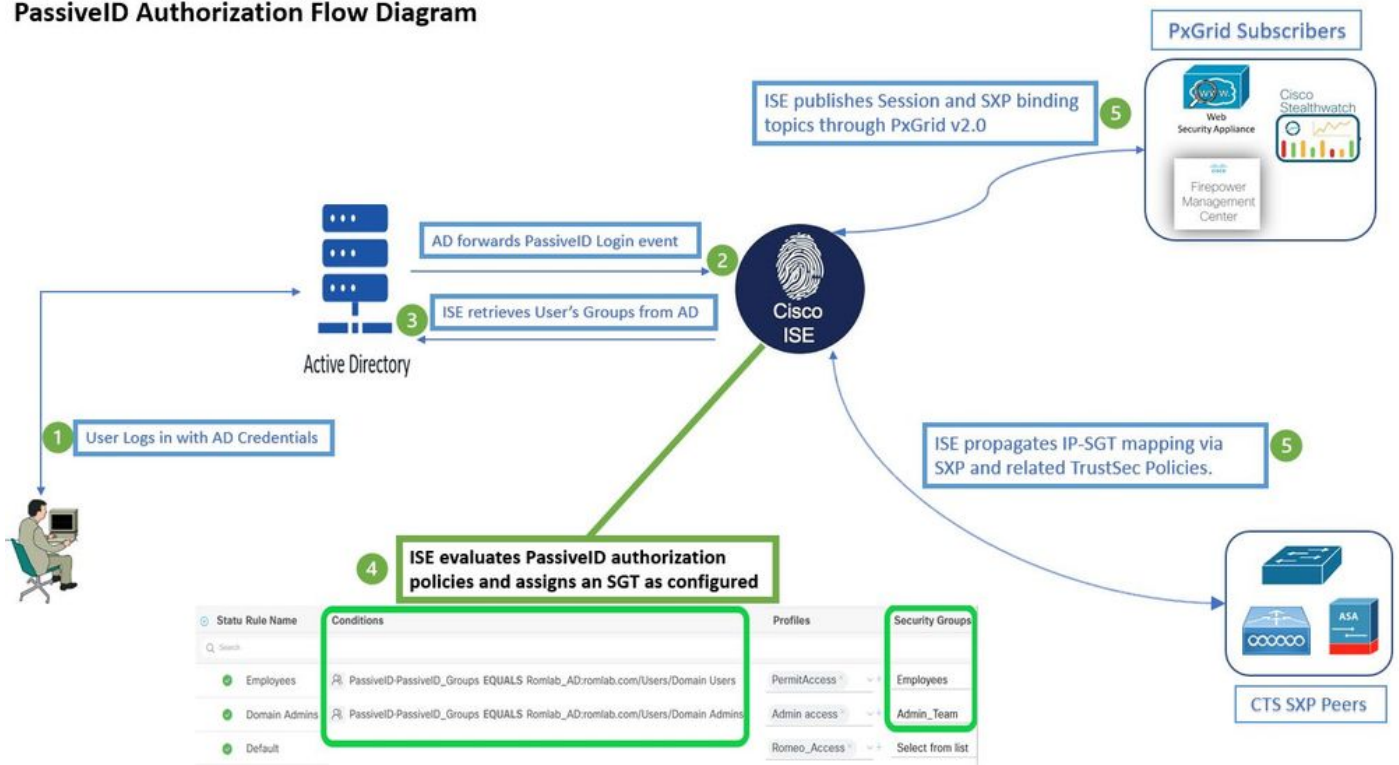 PassiveID Authorization Flow Diagram
PxGrid Subscribers
ISE publishes Session and SXP binding
topics through PxGrid v2.0
5
www.
Web
Security Appliance
Cisco
Stealthwatch
CISCO
Firepower
Management
Center
AD forwards PassiveID Login event
2
ISE retrieves User's Groups from AD
3
Cisco
ISE
Active Directory
1
User Logs in with AD Credentials
ISE propagates IP-SGT mapping via
SXP and related TrustSec Policies.
5
4
ISE evaluates PassiveID authorization
policies and assigns an SGT as configured
Statu Rule Name Conditions Profiles Security Groups
Search
Employees PassiveID·PassiveID_Groups EQUALS Romlab_AD:romlab.com/Users/Domain Users PermitAccess Employees
Domain Admins PassiveID·PassiveID_Groups EQUALS Romlab_AD:romlab.com/Users/Domain Admins Admin access Admin_Team
Default Romeo_Access Select from list
ASA
CTS SXP Peers